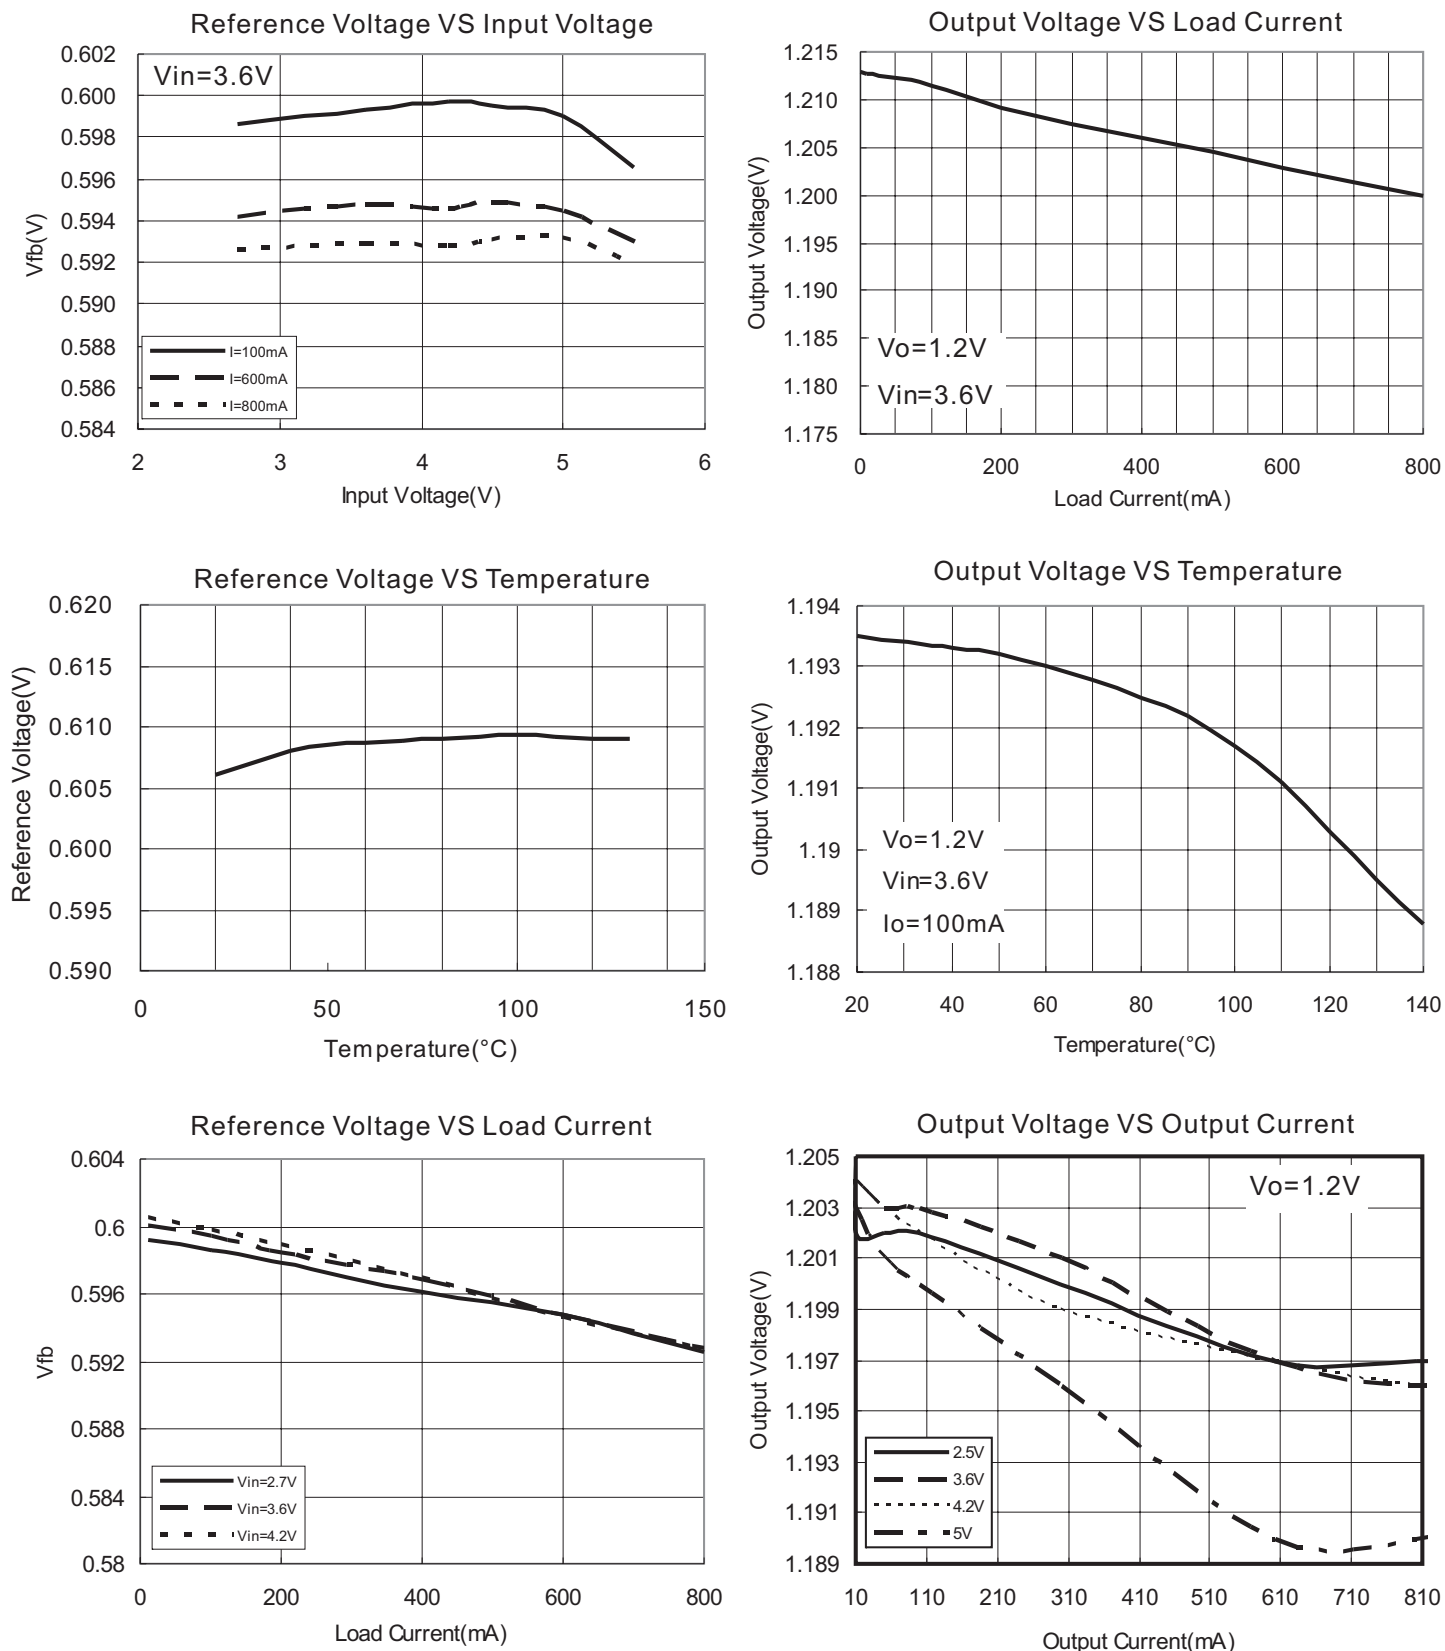 Reference Voltage VS Input Voltage
0.602
0.600
0.598
0.596
0.594
0.592
0.590
0.588
0.586
0.584
Vfb(V)
Vin=3.6V
I=100mA
I=600mA
I=800mA
2 3 4 5 6
Input Voltage(V)
Output Voltage VS Load Current
1.215
1.210
1.205
1.200
1.195
1.190
1.185
1.180
1.175
Output Voltage(V)
Vo=1.2V
Vin=3.6V
0 200 400 600 800
Load Current(mA)
Reference Voltage VS Temperature
0.620
0.615
0.610
0.605
0.600
0.595
0.590
Reference Voltage(V)
0 50 100 150
Temperature(°C)
Output Voltage VS Temperature
1.194
1.193
1.192
1.191
1.19
1.189
1.188
Output Voltage(V)
Vo=1.2V
Vin=3.6V
Io=100mA
20 40 60 80 100 120 140
Temperature(°C)
Reference Voltage VS Load Current
0.604
0.6
0.596
0.592
0.588
0.584
0.58
Vfb
Vin=2.7V
Vin=3.6V
Vin=4.2V
0 200 400 600 800
Load Current(mA)
Output Voltage VS Output Current
1.205
1.203
1.201
1.199
1.197
1.195
1.193
1.191
1.189
Output Voltage(V)
Vo=1.2V
2.5V
3.6V
4.2V
5V
10 110 210 310 410 510 610 710 810
Output Current(mA)